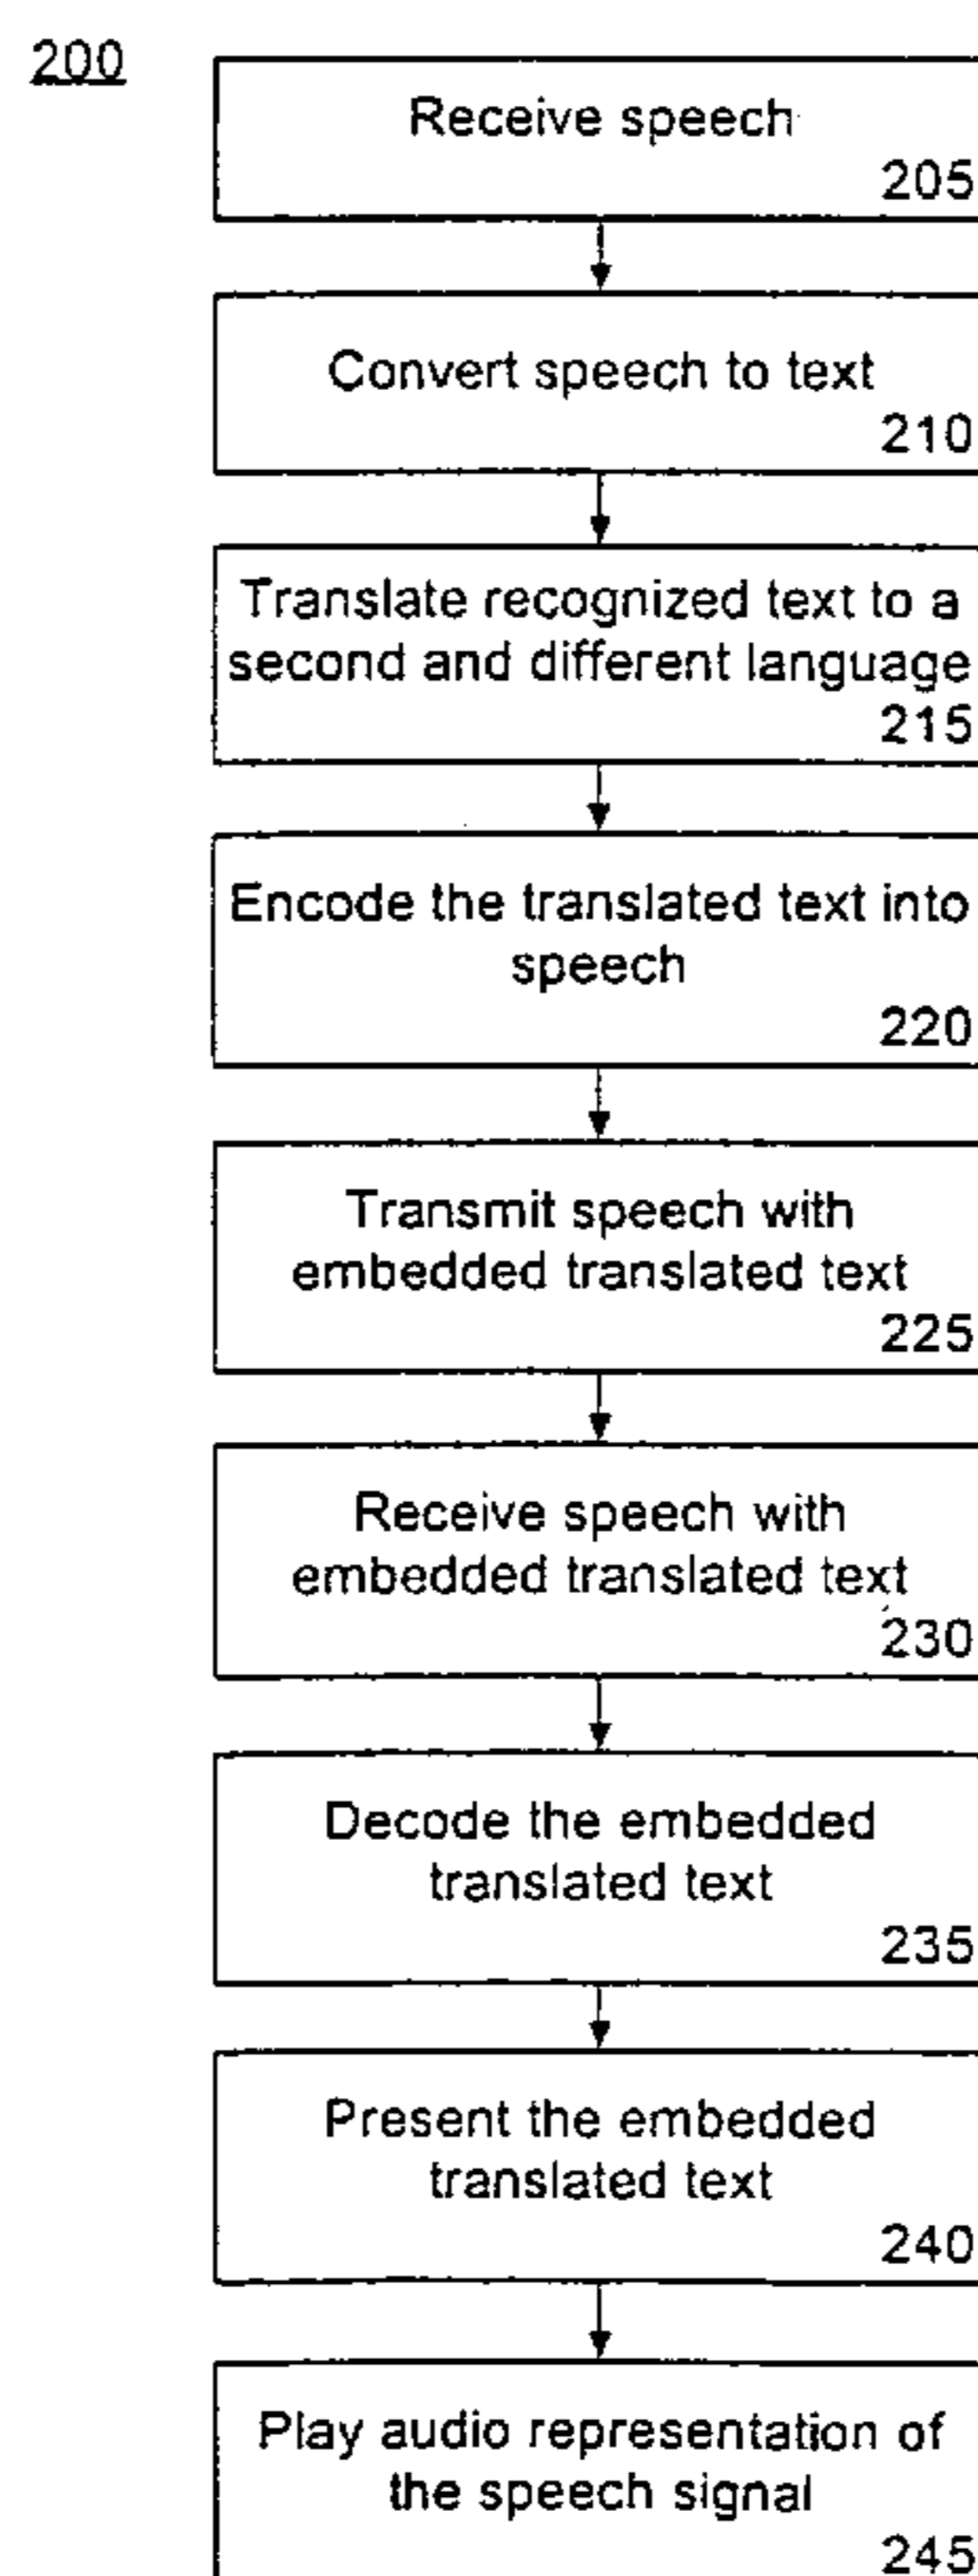 200
Receive speech
205
Convert speech to text
210
Translate recognized text to a
second and different language
215
Encode the translated text into
speech
220
Transmit speech with
embedded translated text
225
Receive speech with
embedded translated text
230
Decode the embedded
translated text
235
Present the embedded
translated text
240
Play audio representation of
the speech signal
245